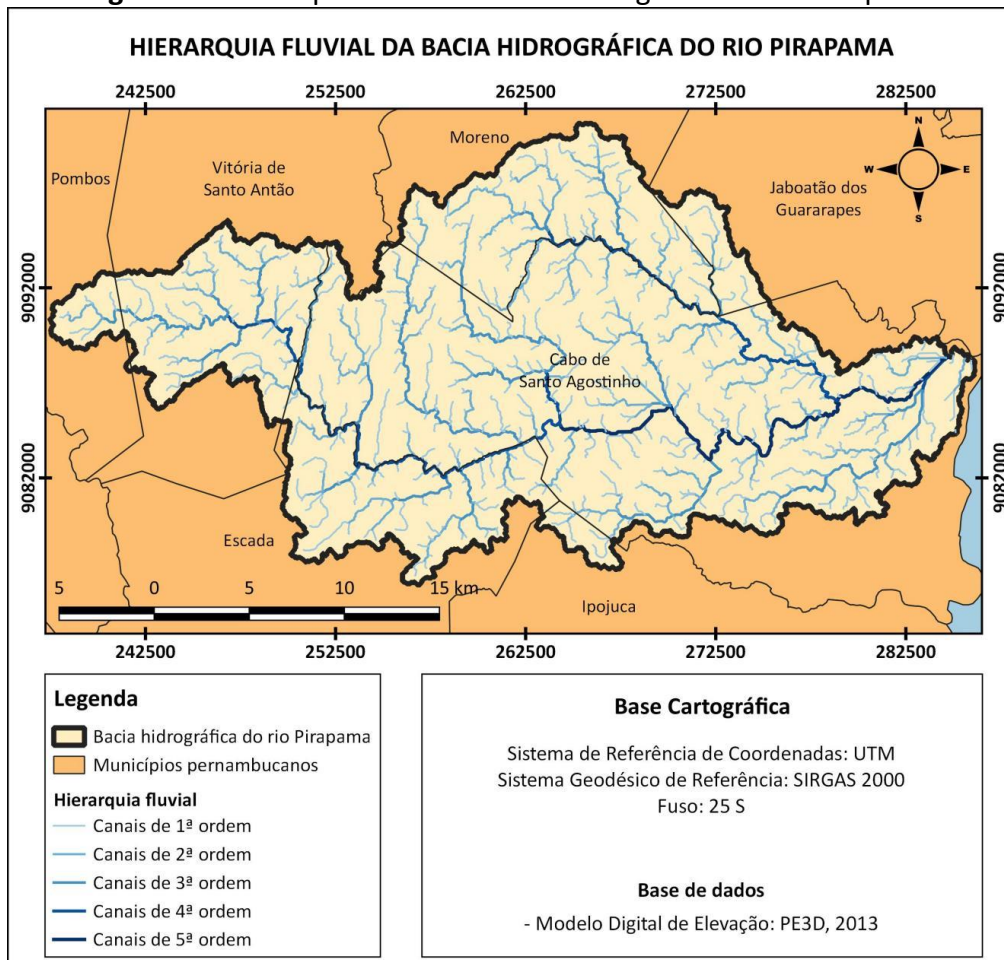 HIERARQUIA FLUVIAL DA BACIA HIDROGRÁFICA DO RIO PIRAPAMA
242500 252500 262500 272500 282500
Moreno
Pombos
Vitória de
Santo Antão
Jaboatão dos
Guararapes
N
W E
S
9092000 9092000
Cabo de
Santo Agostinho
9082000 9082000
Escada
Ipojuca
5 0 5 10 15 km
242500 252500 262500 272500 282500
Legenda
Bacia hidrográfica do rio Pirapama
Municípios pernambucanos
Hierarquia fluvial
Canais de 1ª ordem
Canais de 2ª ordem
Canais de 3ª ordem
Canais de 4ª ordem
Canais de 5ª ordem
Base Cartográfica
Sistema de Referência de Coordenadas: UTM
Sistema Geodésico de Referência: SIRGAS 2000
Fuso: 25 S
Base de dados
- Modelo Digital de Elevação: PE3D, 2013